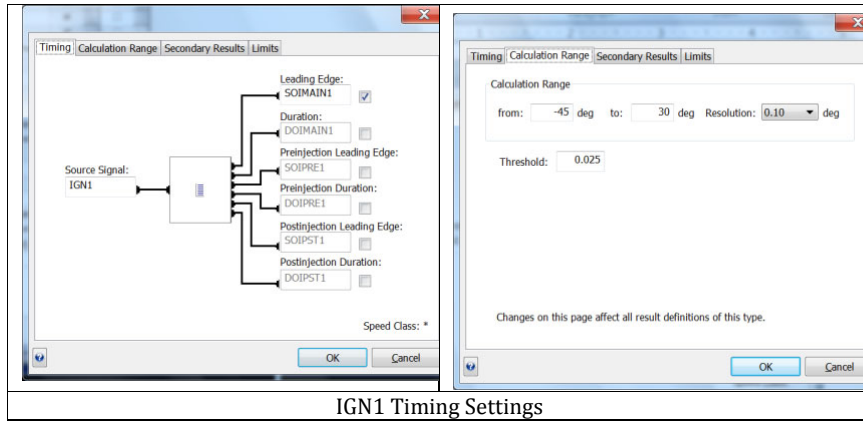 Timing Calculation Range Secondary Results Limits
Leading Edge:
SOIMAIN1
Duration:
DOIMAIN1
Preinjection Leading Edge:
SOIPRE1
Source Signal:
IGN1
Preinjection Duration:
DOIPRE1
Postinjection Leading Edge:
SOIPST1
Postinjection Duration:
DOIPST1
Speed Class: *
OK Cancel
Timing Calculation Range Secondary Results Limits
Calculation Range
from: -45 deg to: 30 deg Resolution: 0.10 deg
Threshold: 0.025
Changes on this page affect all result definitions of this type.
OK Cancel
IGN1 Timing Settings